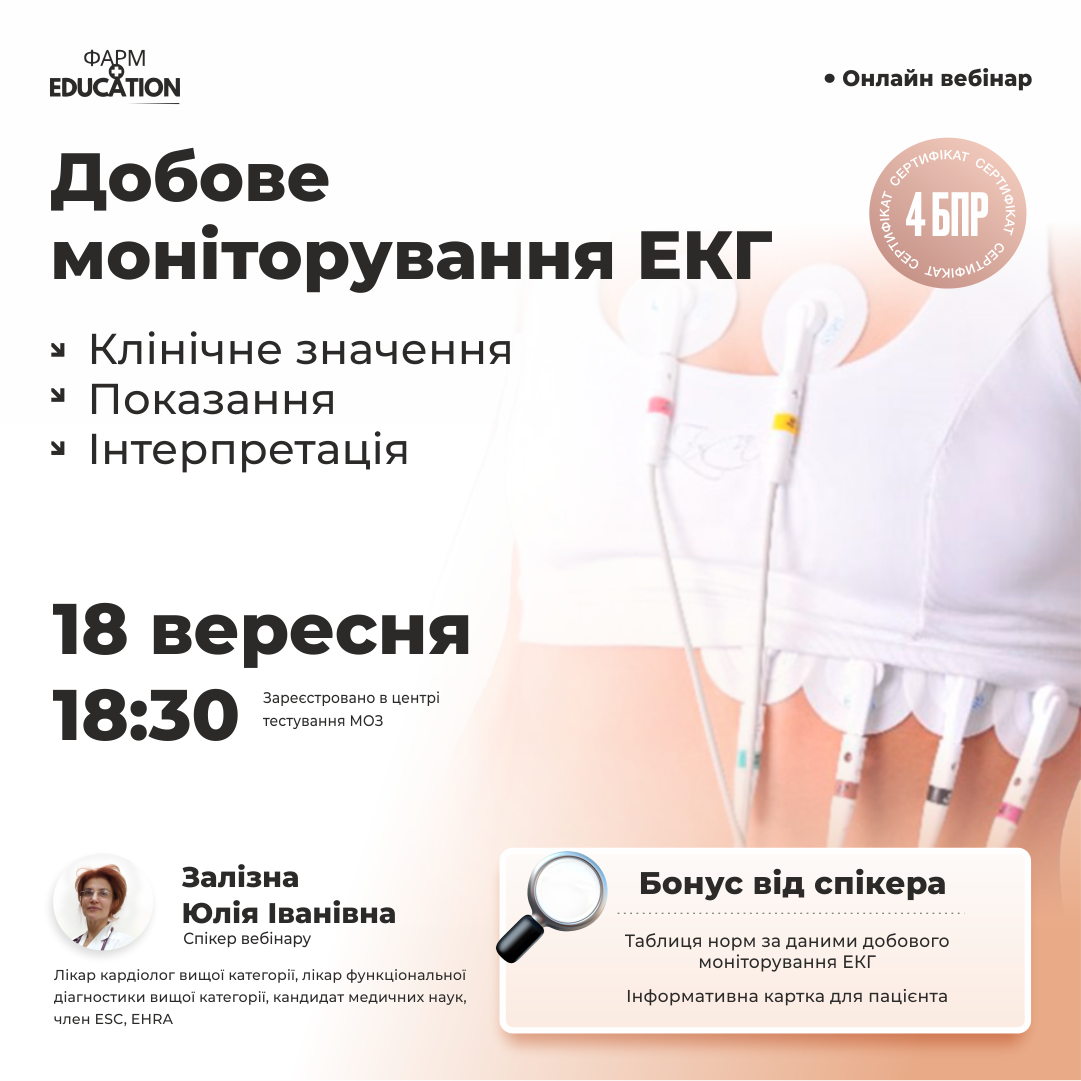 ФАРМ
EDUCATION
• Онлайн вебінар
Добове
моніторування ЕКГ
СЕРТИФІКАТ СЕРТИФІКАТ СЕРТИФІКАТ СЕРТИФІКАТ
4 БПР
Клінічне значення
Показання
Інтерпретація
18 вересня
18:30
Зареєстровано в центрі
тестування МОЗ
Залізна
Юлія Іванівна
Спікер вебінару
Лікар кардіолог вищої категорії, лікар функціональної
діагностики вищої категорії, кандидат медичних наук,
член ESC, EHRA
Бонус від спікера
Таблиця норм за даними добового
моніторування ЕКГ
Інформативна картка для пацієнта